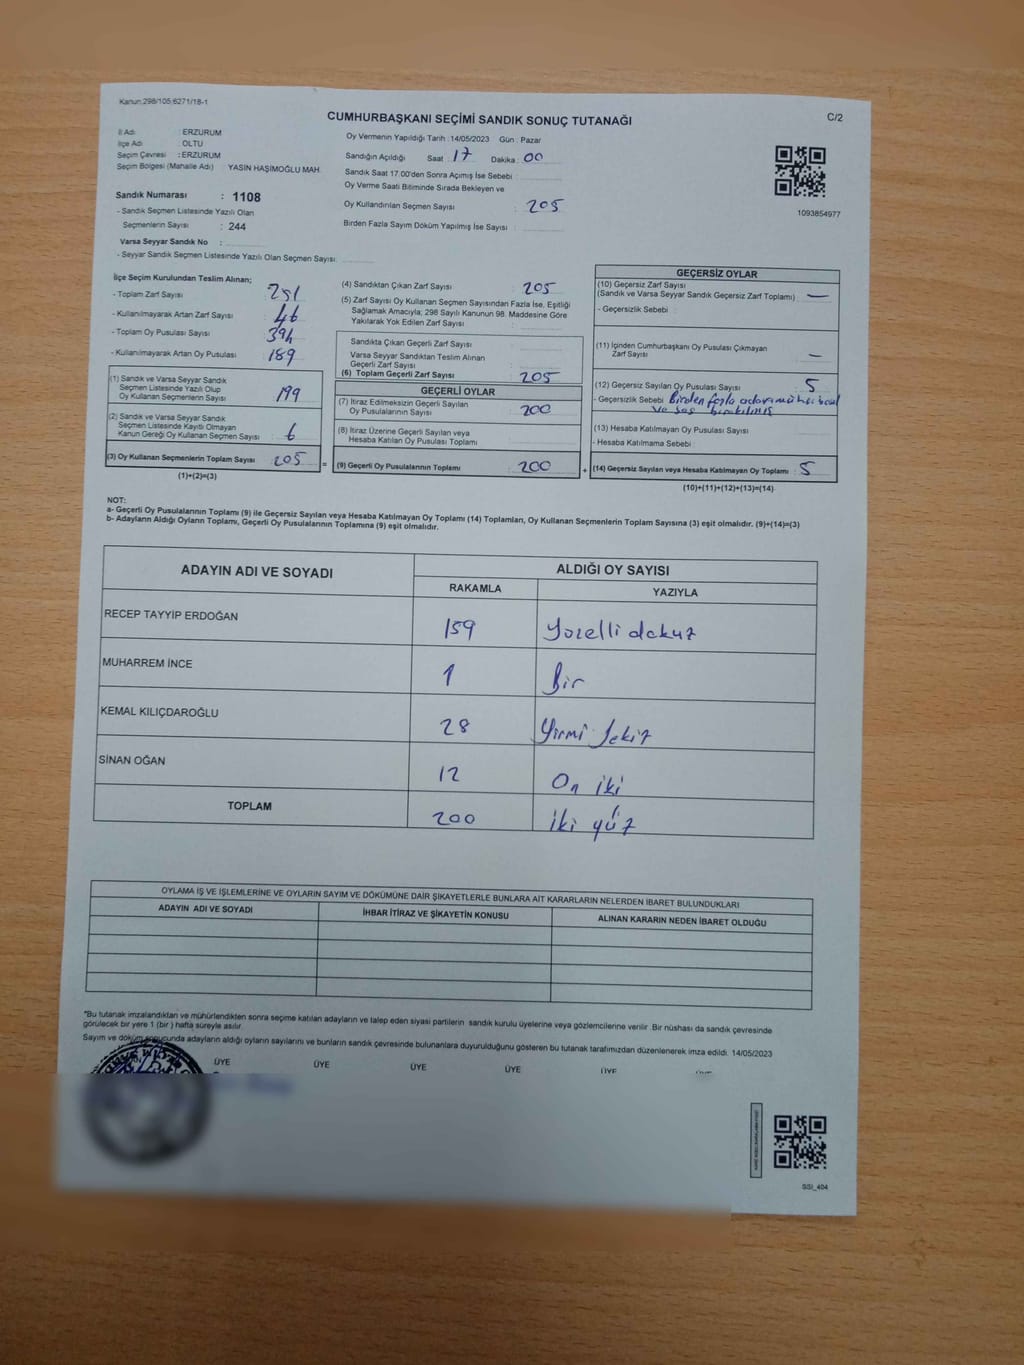 Kanun:298/105,6271/18-1
CUMHURBAŞKANI SEÇİMİ SANDIK SONUÇ TUTANAĞI
C/2
İl Adı : ERZURUM
İlçe Adı : OLTU
Seçim Çevresi : ERZURUM
Seçim Bölgesi (Mahalle Adı) YASİN HAŞİMOĞLU MAH.
Sandık Numarası : 1108
- Sandık Seçmen Listesinde Yazılı Olan
Seçmenlerin Sayısı : 244
Varsa Seyyar Sandık No :
- Seyyar Sandık Seçmen Listesinde Yazılı Olan Seçmen Sayısı:
Oy Vermenin Yapıldığı Tarih :14/05/2023 Gün : Pazar
Sandığın Açıldığı Saat : 17 Dakika : 00
Sandık Saat 17.00'den Sonra Açımış İse Sebebi :
Oy Verme Saati Bitiminde Sırada Bekleyen ve
Oy Kullandırılan Seçmen Sayısı : 205
Birden Fazla Sayım Döküm Yapılmış İse Sayısı :
1093854977
İlçe Seçim Kurulundan Teslim Alınan;
- Toplam Zarf Sayısı : 251
- Kullanılmayarak Artan Zarf Sayısı : 46
- Toplam Oy Pusulası Sayısı : 394
- Kullanılmayarak Artan Oy Pusulası : 189
(1) Sandık ve Varsa Seyyar Sandık
Seçmen Listesinde Yazılı Olup
Oy Kullanan Seçmenlerin Sayısı : 199
(2) Sandık ve Varsa Seyyar Sandık
Seçmen Listesinde Kayıtlı Olmayan
Kanun Gereği Oy Kullanan Seçmen Sayısı : 6
(3) Oy Kullanan Seçmenlerin Toplam Sayısı : 205
(1)+(2)=(3)
(4) Sandıktan Çıkan Zarf Sayısı : 205
(5) Zarf Sayısı Oy Kullanan Seçmen Sayısından Fazla İse, Eşitliği
Sağlamak Amacıyla; 298 Sayılı Kanunun 98. Maddesine Göre
Yakılarak Yok Edilen Zarf Sayısı :
Sandıkta Çıkan Geçerli Zarf Sayısı :
Varsa Seyyar Sandıktan Teslim Alınan
Geçerli Zarf Sayısı :
(6) Toplam Geçerli Zarf Sayısı : 205
GEÇERLİ OYLAR
(7) İtiraz Edilmeksizin Geçerli Sayılan
Oy Pusulalarının Sayısı : 200
(8) İtiraz Üzerine Geçerli Sayılan veya
Hesaba Katılan Oy Pusulası Toplamı :
= (9) Geçerli Oy Pusulalarının Toplamı : 200 +
GEÇERSİZ OYLAR
(10) Geçersiz Zarf Sayısı
(Sandık ve Varsa Seyyar Sandık Geçersiz Zarf Toplamı) : —
- Geçersizlik Sebebi :
(11) İçinden Cumhurbaşkanı Oy Pusulası Çıkmayan
Zarf Sayısı : —
(12) Geçersiz Sayılan Oy Pusulası Sayısı : 5
- Geçersizlik Sebebi : Birden fazla adaya mühür
ve boş bırakılmış
(13) Hesaba Katılmayan Oy Pusulası Sayısı :
- Hesaba Katılmama Sebebi :
(14) Geçersiz Sayılan veya Hesaba Katılmayan Oy Toplamı : 5
(10)+(11)+(12)+(13)=(14)
NOT:
a- Geçerli Oy Pusulalarının Toplamı (9) ile Geçersiz Sayılan veya Hesaba Katılmayan Oy Toplamı (14) Toplamları, Oy Kullanan Seçmenlerin Toplam Sayısına (3) eşit olmalıdır. (9)+(14)=(3)
b- Adayların Aldığı Oyların Toplamı, Geçerli Oy Pusulalarının Toplamına (9) eşit olmalıdır.
ADAYIN ADI VE SOYADI ALDIĞI OY SAYISI
RAKAMLA YAZIYLA
RECEP TAYYİP ERDOĞAN 159 Yüzelli dokuz
MUHARREM İNCE 1 Bir
KEMAL KILIÇDAROĞLU 28 Yirmi Sekiz
SİNAN OĞAN 12 On iki
TOPLAM 200 iki yüz
OYLAMA İŞ VE İŞLEMLERİNE VE OYLARIN SAYIM VE DÖKÜMÜNE DAİR ŞİKAYETLERLE BUNLARA AİT KARARLARIN NELERDEN İBARET BULUNDUKLARI
ADAYIN ADI VE SOYADI İHBAR İTİRAZ VE ŞİKAYETİN KONUSU ALINAN KARARIN NEDEN İBARET OLDUĞU
*Bu tutanak imzalandıktan ve mühürlendikten sonra seçime katılan adayların ve talep eden siyasi partilerin sandık kurulu üyelerine veya gözlemcilerine verilir. Bir nüshası da sandık çevresinde
görülecek bir yere 1 (bir ) hafta süreyle asılır.
Sayım ve döküm sonucunda adayların aldığı oyların sayılarını ve bunların sandık çevresinde bulunanlara duyurulduğunu gösteren bu tutanak tarafımızdan düzenlenerek imza edildi. 14/05/2023
ÜYE ÜYE ÜYE ÜYE ÜYE
SSI_404